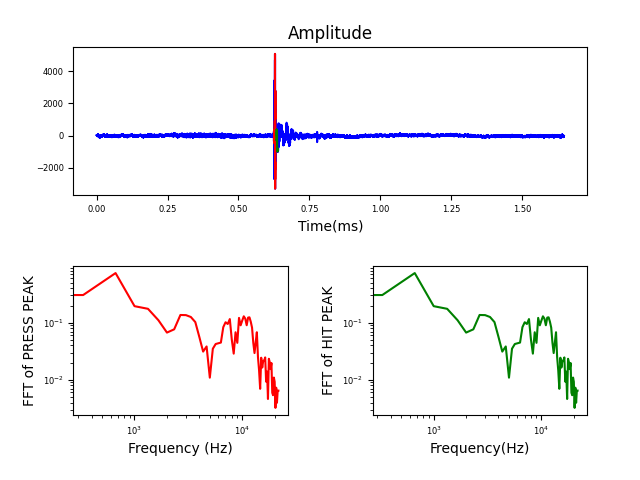 Amplitude
4000
2000
0
−2000
0.00 0.25 0.50 0.75 1.00 1.25 1.50
Time(ms)
FFT of PRESS PEAK
10⁻¹
10⁻²
10³ 10⁴
Frequency (Hz)
FFT of HIT PEAK
10⁻¹
10⁻²
10³ 10⁴
Frequency(Hz)